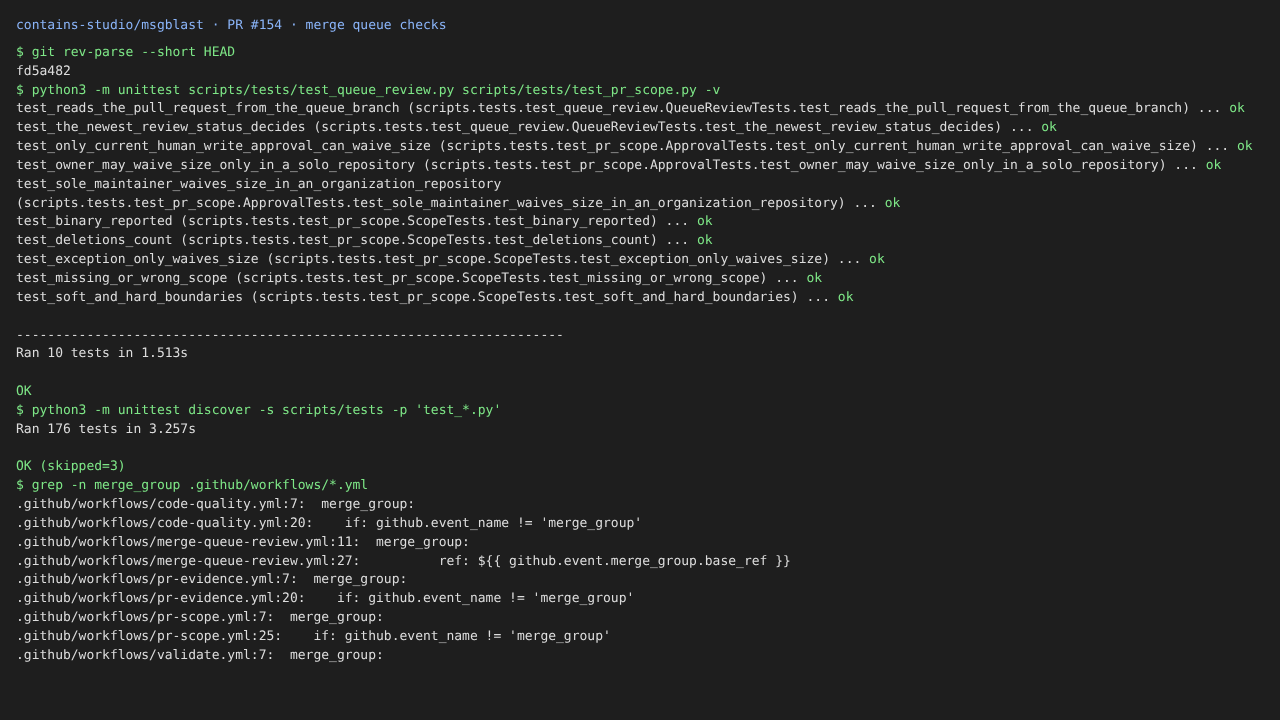 contains-studio/msgblast · PR #154 · merge queue checks
$ git rev-parse --short HEAD
fd5a482
$ python3 -m unittest scripts/tests/test_queue_review.py scripts/tests/test_pr_scope.py -v
test_reads_the_pull_request_from_the_queue_branch (scripts.tests.test_queue_review.QueueReviewTests.test_reads_the_pull_request_from_the_queue_branch) ... ok
test_the_newest_review_status_decides (scripts.tests.test_queue_review.QueueReviewTests.test_the_newest_review_status_decides) ... ok
test_only_current_human_write_approval_can_waive_size (scripts.tests.test_pr_scope.ApprovalTests.test_only_current_human_write_approval_can_waive_size) ... ok
test_owner_may_waive_size_only_in_a_solo_repository (scripts.tests.test_pr_scope.ApprovalTests.test_owner_may_waive_size_only_in_a_solo_repository) ... ok
test_sole_maintainer_waives_size_in_an_organization_repository
(scripts.tests.test_pr_scope.ApprovalTests.test_sole_maintainer_waives_size_in_an_organization_repository) ... ok
test_binary_reported (scripts.tests.test_pr_scope.ScopeTests.test_binary_reported) ... ok
test_deletions_count (scripts.tests.test_pr_scope.ScopeTests.test_deletions_count) ... ok
test_exception_only_waives_size (scripts.tests.test_pr_scope.ScopeTests.test_exception_only_waives_size) ... ok
test_missing_or_wrong_scope (scripts.tests.test_pr_scope.ScopeTests.test_missing_or_wrong_scope) ... ok
test_soft_and_hard_boundaries (scripts.tests.test_pr_scope.ScopeTests.test_soft_and_hard_boundaries) ... ok
----------------------------------------------------------------------
Ran 10 tests in 1.513s
OK
$ python3 -m unittest discover -s scripts/tests -p 'test_*.py'
Ran 176 tests in 3.257s
OK (skipped=3)
$ grep -n merge_group .github/workflows/*.yml
.github/workflows/code-quality.yml:7:  merge_group:
.github/workflows/code-quality.yml:20:    if: github.event_name != 'merge_group'
.github/workflows/merge-queue-review.yml:11:  merge_group:
.github/workflows/merge-queue-review.yml:27:          ref: ${{ github.event.merge_group.base_ref }}
.github/workflows/pr-evidence.yml:7:  merge_group:
.github/workflows/pr-evidence.yml:20:    if: github.event_name != 'merge_group'
.github/workflows/pr-scope.yml:7:  merge_group:
.github/workflows/pr-scope.yml:25:    if: github.event_name != 'merge_group'
.github/workflows/validate.yml:7:  merge_group: